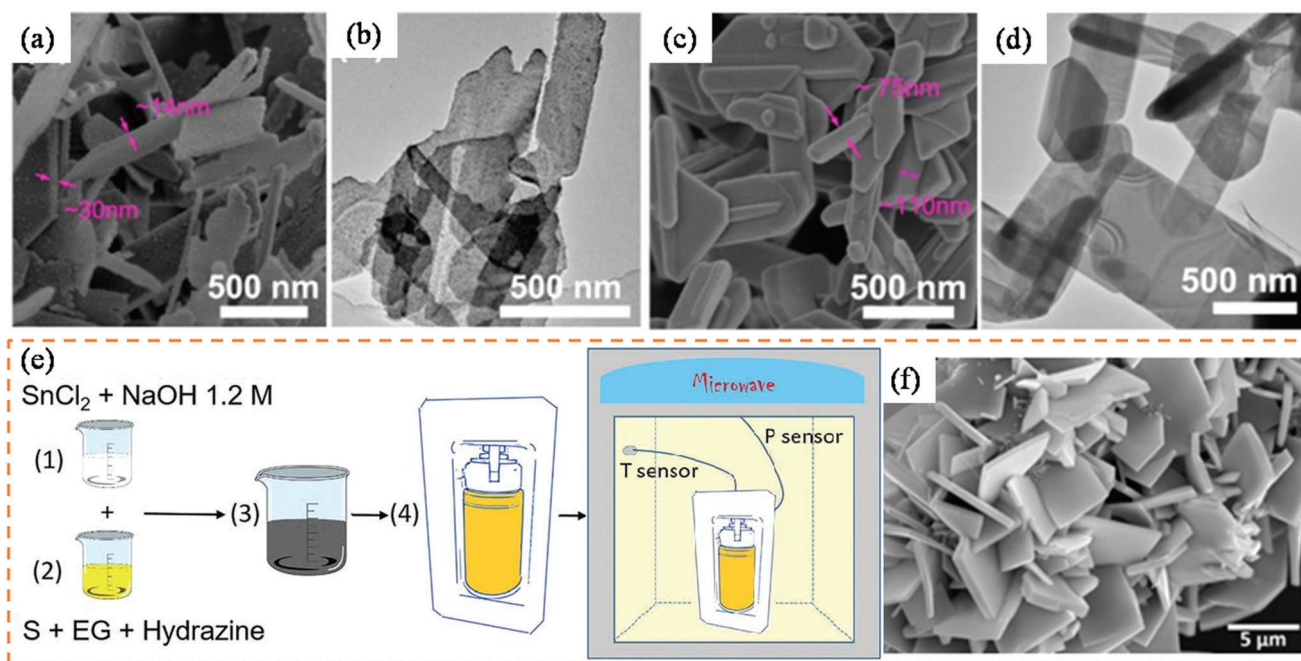 (a)
~14nm
~30nm
500 nm
(b)
500 nm
(c)
~ 75nm
~110nm
500 nm
(d)
500 nm
(e)
SnCl₂ + NaOH 1.2 M
(1)
+
(2)
S + EG + Hydrazine
(3)
(4)
Microwave
P sensor
T sensor
(f)
5 μm